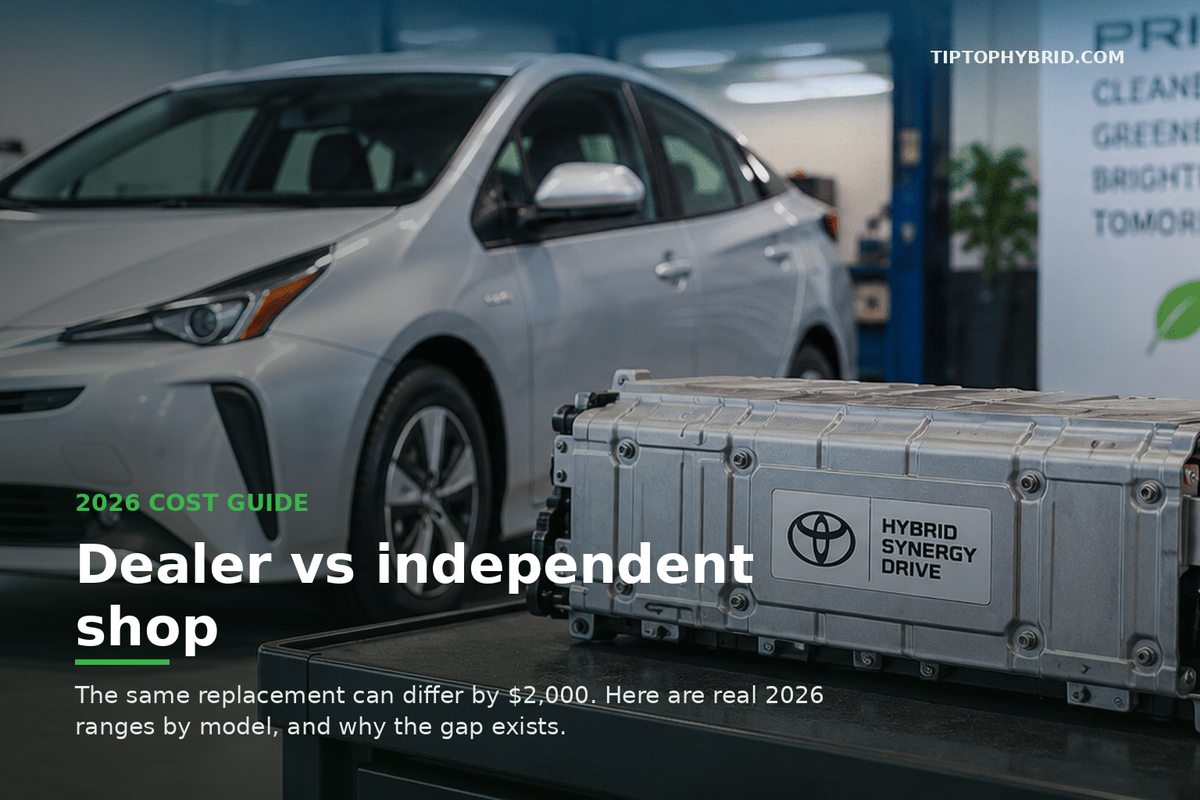 TIPTOPHYBRID.COM
2026 COST GUIDE
Dealer vs independent
shop
The same replacement can differ by $2,000. Here are real 2026
ranges by model, and why the gap exists.
HYBRID
SYNERGY
DRIVE